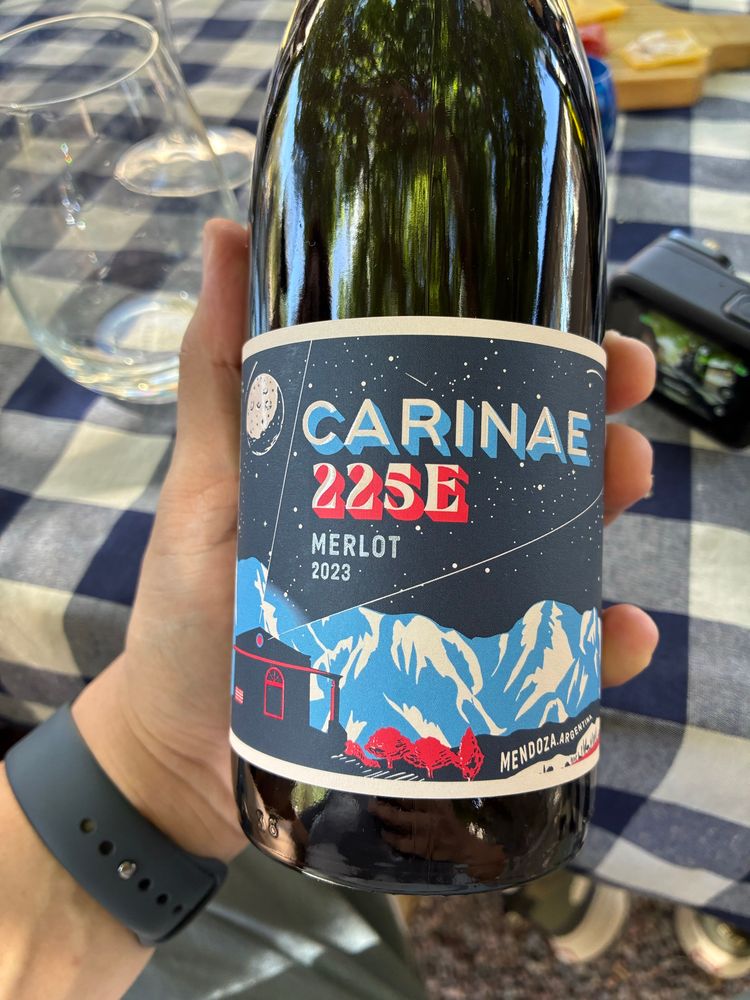 CARINAE
225E
MERLOT
2023
MENDOZA. ARGENTINA